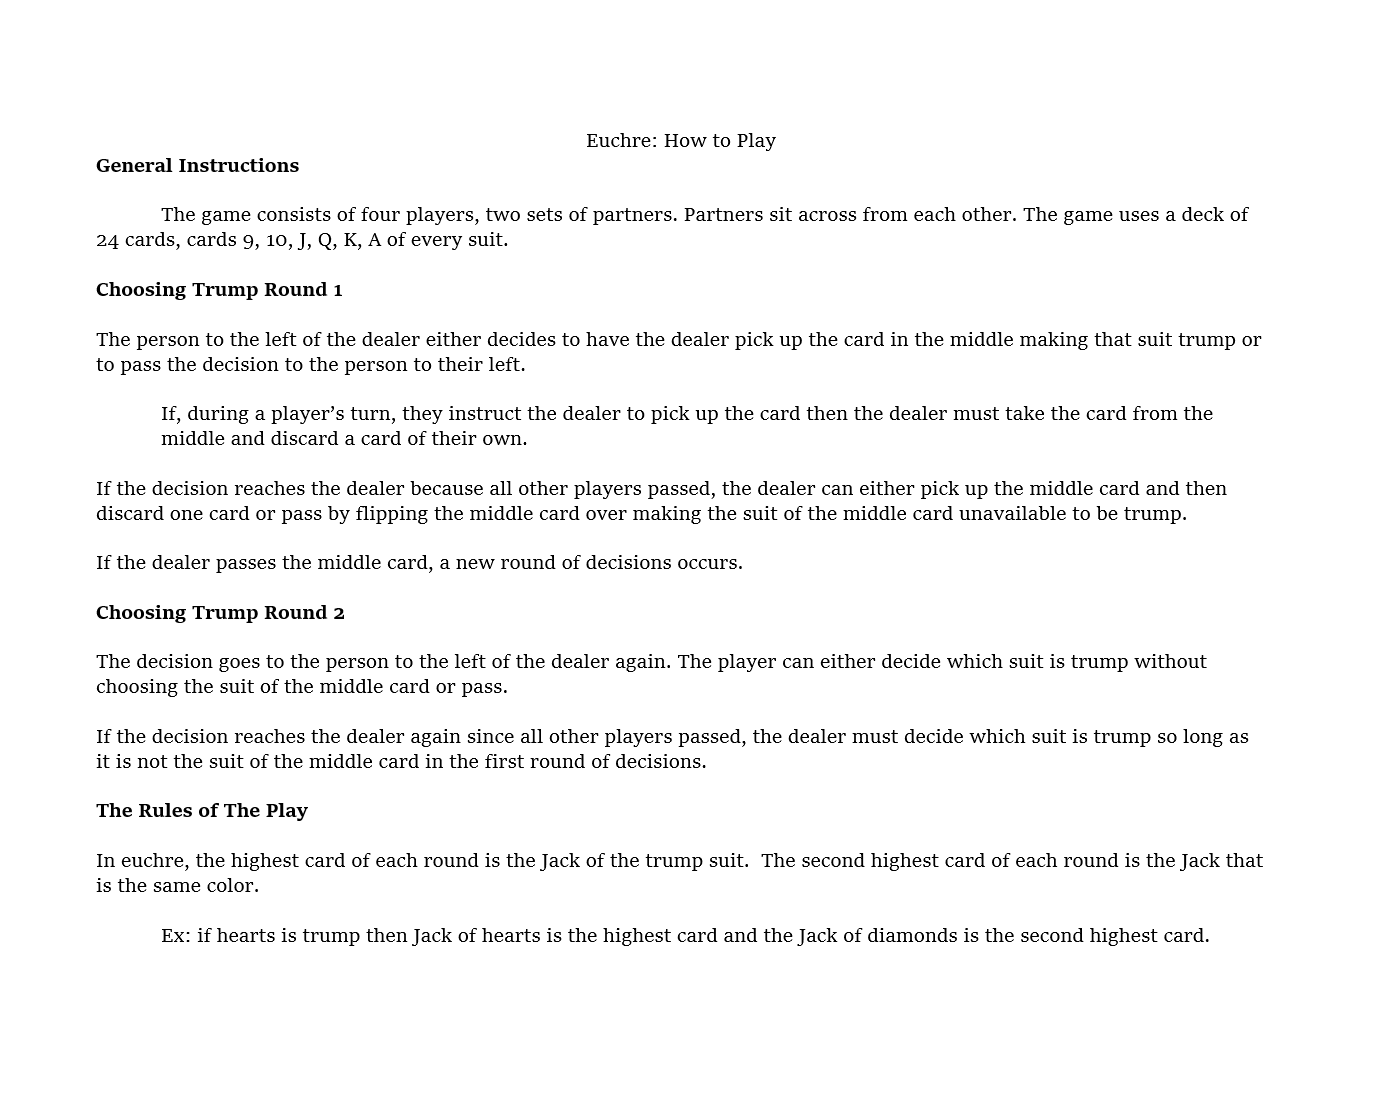 Euchre: How to Play
General Instructions
The game consists of four players, two sets of partners. Partners sit across from each other. The game uses a deck of
24 cards, cards 9, 10, J, Q, K, A of every suit.
Choosing Trump Round 1
The person to the left of the dealer either decides to have the dealer pick up the card in the middle making that suit trump or
to pass the decision to the person to their left.
If, during a player’s turn, they instruct the dealer to pick up the card then the dealer must take the card from the
middle and discard a card of their own.
If the decision reaches the dealer because all other players passed, the dealer can either pick up the middle card and then
discard one card or pass by flipping the middle card over making the suit of the middle card unavailable to be trump.
If the dealer passes the middle card, a new round of decisions occurs.
Choosing Trump Round 2
The decision goes to the person to the left of the dealer again. The player can either decide which suit is trump without
choosing the suit of the middle card or pass.
If the decision reaches the dealer again since all other players passed, the dealer must decide which suit is trump so long as
it is not the suit of the middle card in the first round of decisions.
The Rules of The Play
In euchre, the highest card of each round is the Jack of the trump suit.  The second highest card of each round is the Jack that
is the same color.
Ex: if hearts is trump then Jack of hearts is the highest card and the Jack of diamonds is the second highest card.